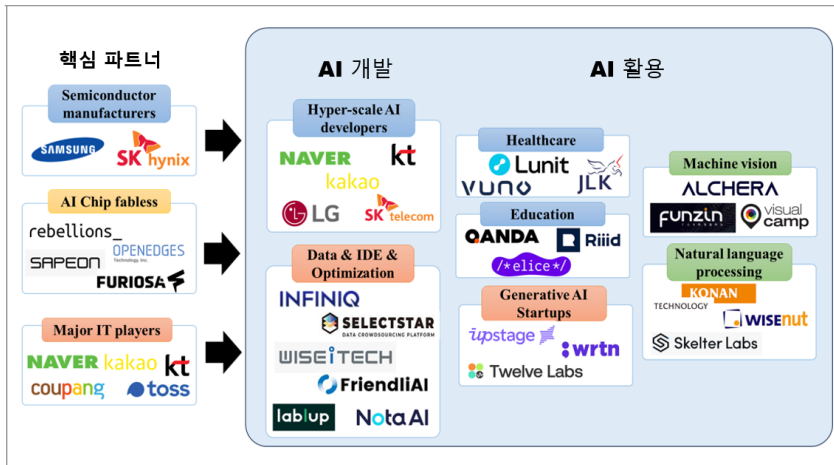 핵심 파트너
Semiconductor
manufacturers
SAMSUNG
SK hynix
AI Chip fabless
rebellions_
OPENEDGES
Technology, Inc.
SAPEON
FURIOSA
Major IT players
NAVER kakao kt
coupang toss
AI 개발
Hyper-scale AI
developers
NAVER kt
kakao
LG SK telecom
Data & IDE &
Optimization
INFINIQ
SELECTSTAR
DATA CROWDSOURCING PLATFORM
WISEiTECH
FriendliAI
lablup NotaAI
AI 활용
Healthcare
Lunit
VUNO JLK
Education
QANDA Riiid
/*elice*/
Generative AI
Startups
upstage
wrtn
Twelve Labs
Machine vision
ALCHERA
FUNZIN
visual
camp
Natural language
processing
KONAN
TECHNOLOGY
WISEnut
Skelter Labs